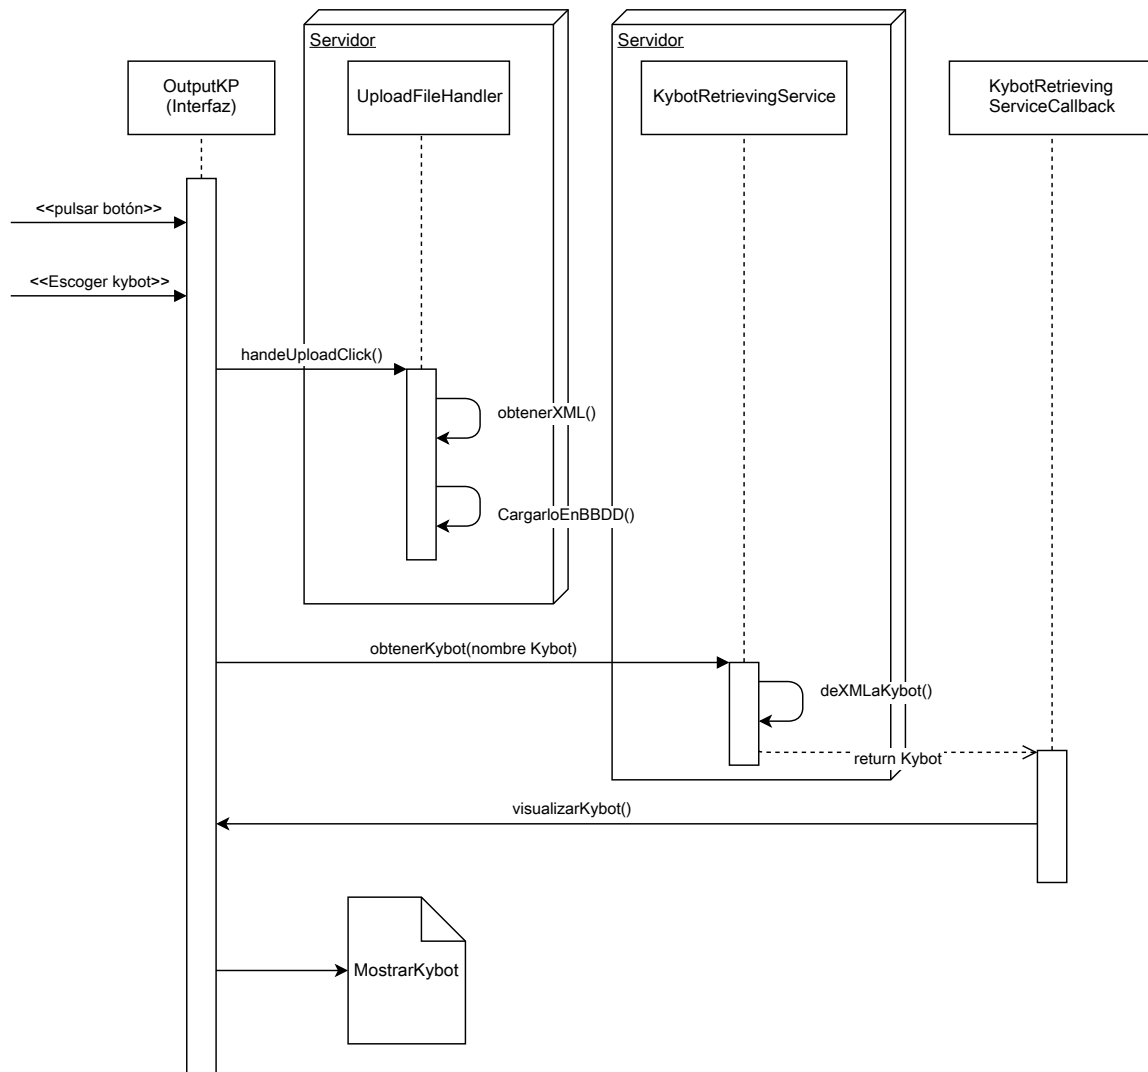 Servidor
Servidor
OutputKP
(Interfaz)
UploadFileHandler
KybotRetrievingService
KybotRetrieving
ServiceCallback
<<pulsar botón>>
<<Escoger kybot>>
handeUploadClick()
obtenerXML()
CargarloEnBBDD()
obtenerKybot(nombre Kybot)
deXMLaKybot()
return Kybot
visualizarKybot()
MostrarKybot